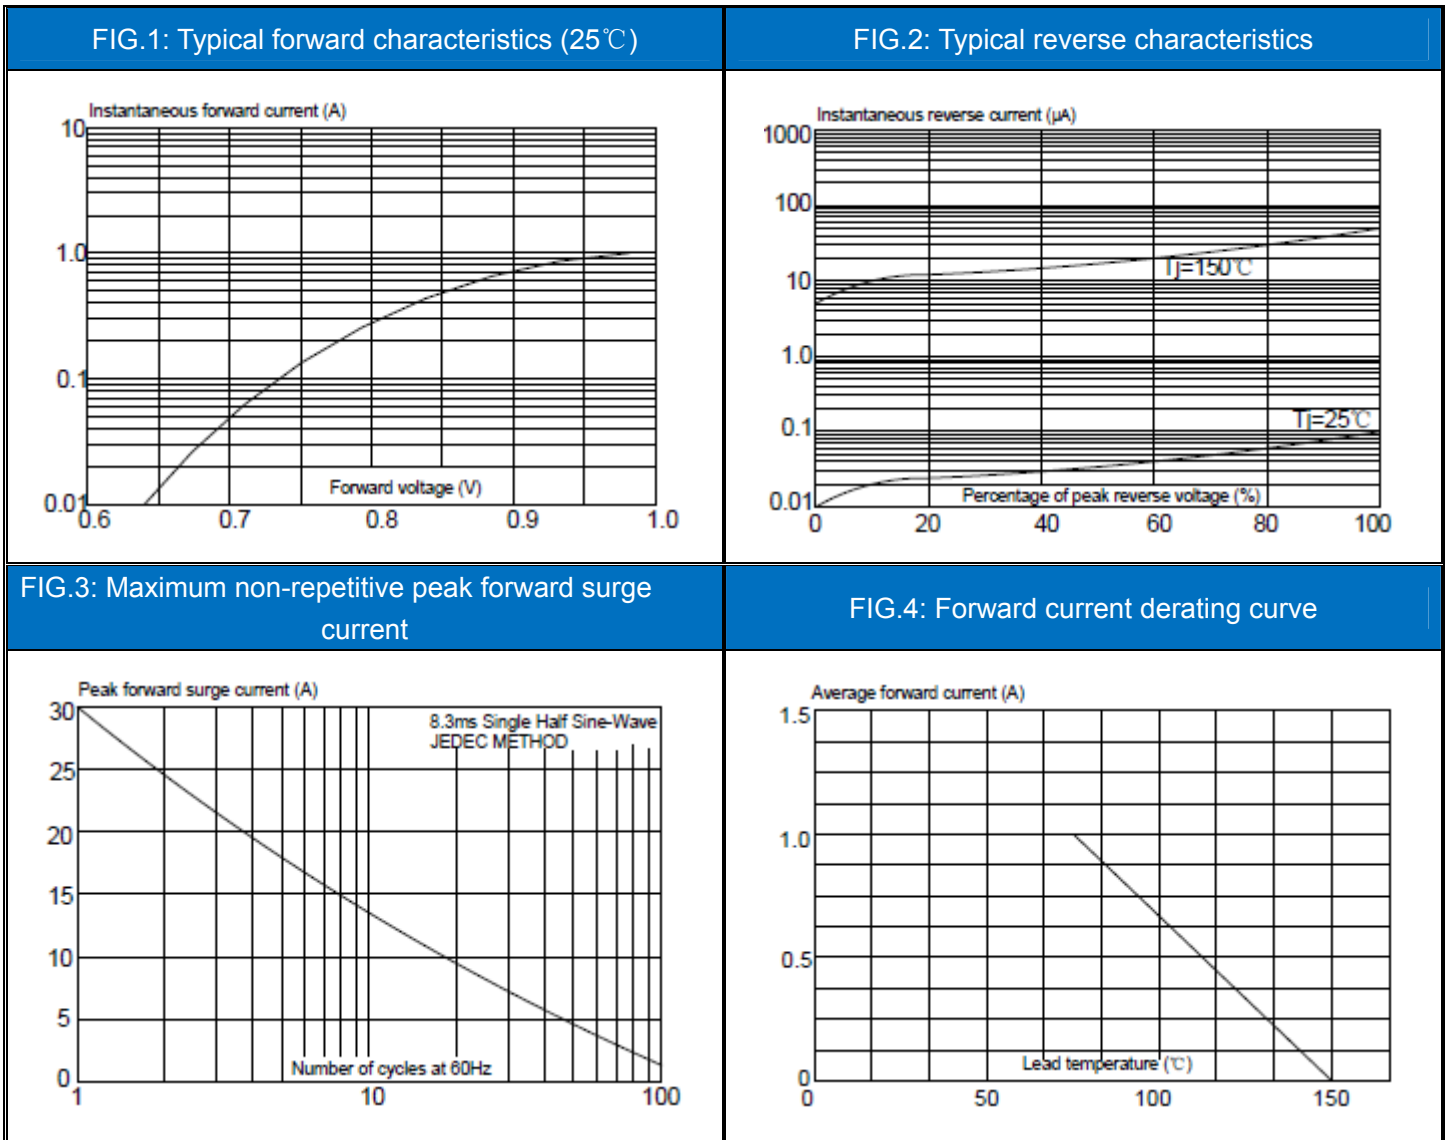 FIG.1: Typical forward characteristics (25℃)
Instantaneous forward current (A)
10
1.0
0.1
0.01
Forward voltage (V)
0.6 0.7 0.8 0.9 1.0
FIG.2: Typical reverse characteristics
Instantaneous reverse current (μA)
1000
100
Tj=150℃
10
1.0
Tj=25℃
0.1
0.01
Percentage of peak reverse voltage (%)
0 20 40 60 80 100
FIG.3: Maximum non-repetitive peak forward surge
current
Peak forward surge current (A)
30
8.3ms Single Half Sine-Wave
JEDEC METHOD
25
20
15
10
5
0
Number of cycles at 60Hz
1 10 100
FIG.4: Forward current derating curve
Average forward current (A)
1.5
1.0
0.5
0
Lead temperature (℃)
0 50 100 150